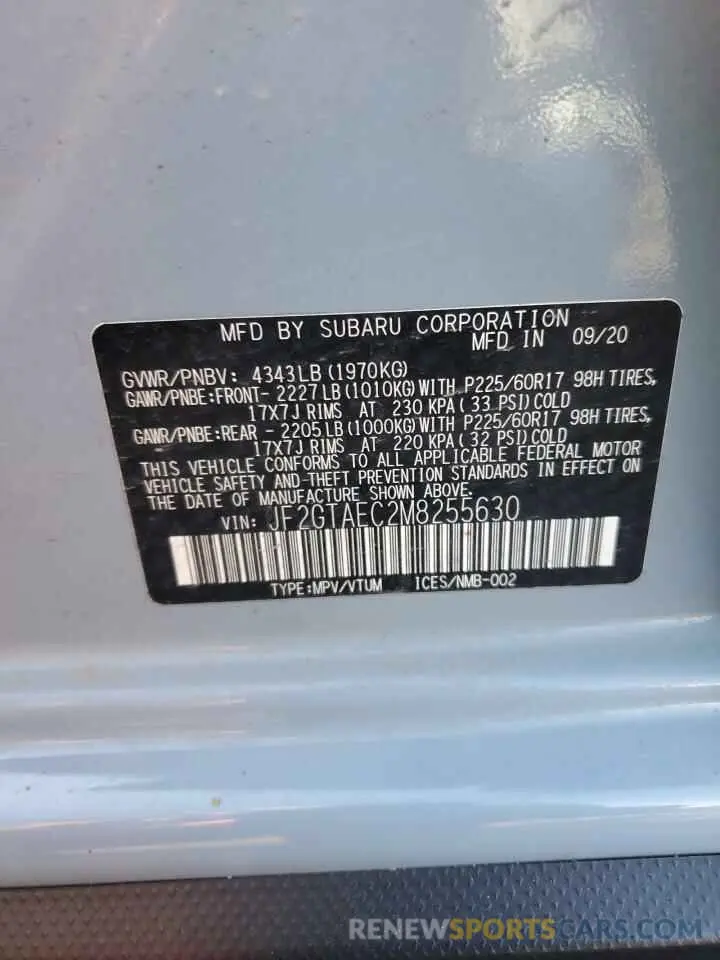 MFD BY SUBARU CORPORATION
MFD IN 09/20
GVWR/PNBV: 4343LB (1970KG)
GAWR/PNBE:FRONT- 2227LB (1010KG) WITH P225/60R17 98H TIRES,
17X7J RIMS AT 230 KPA (33 PSI) COLD
GAWR/PNBE:REAR - 2205LB (1000KG) WITH P225/60R17 98H TIRES,
17X7J RIMS AT 220 KPA (32 PSI) COLD
THIS VEHICLE CONFORMS TO ALL APPLICABLE FEDERAL MOTOR
VEHICLE SAFETY AND THEFT PREVENTION STANDARDS IN EFFECT ON
THE DATE OF MANUFACTURE SHOWN ABOVE.
VIN: JF2GTAEC2M8255630
TYPE:MPV/VTUM ICES/NMB-002
RENEWSPORTSCARS.COM